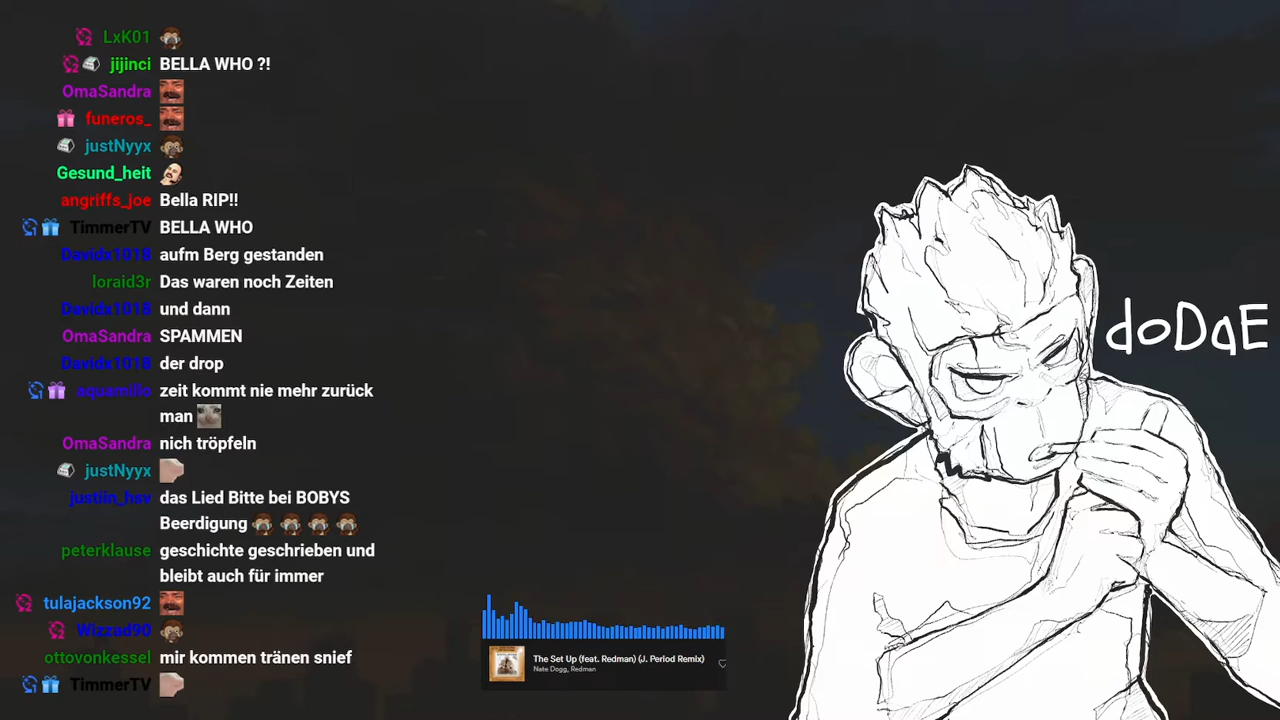 LxK01
jijinci BELLA WHO ?!
OmaSandra
funeros_
justNyyx
Gesund_heit
angriffs_joe Bella RIP!!
TimmerTV BELLA WHO
Davidx1018 aufm Berg gestanden
loraid3r Das waren noch Zeiten
Davidx1018 und dann
OmaSandra SPAMMEN
Davidx1018 der drop
aquamillo zeit kommt nie mehr zurück
man
OmaSandra nich tröpfeln
justNyyx
justiin_hsv das Lied Bitte bei BOBYS
Beerdigung
peterklause geschichte geschrieben und
bleibt auch für immer
tulajackson92
Wizzad90
ottovonkessel mir kommen tränen snief
TimmerTV
doDaE
The Set Up (feat. Redman) (J. Period Remix)
Nate Dogg, Redman